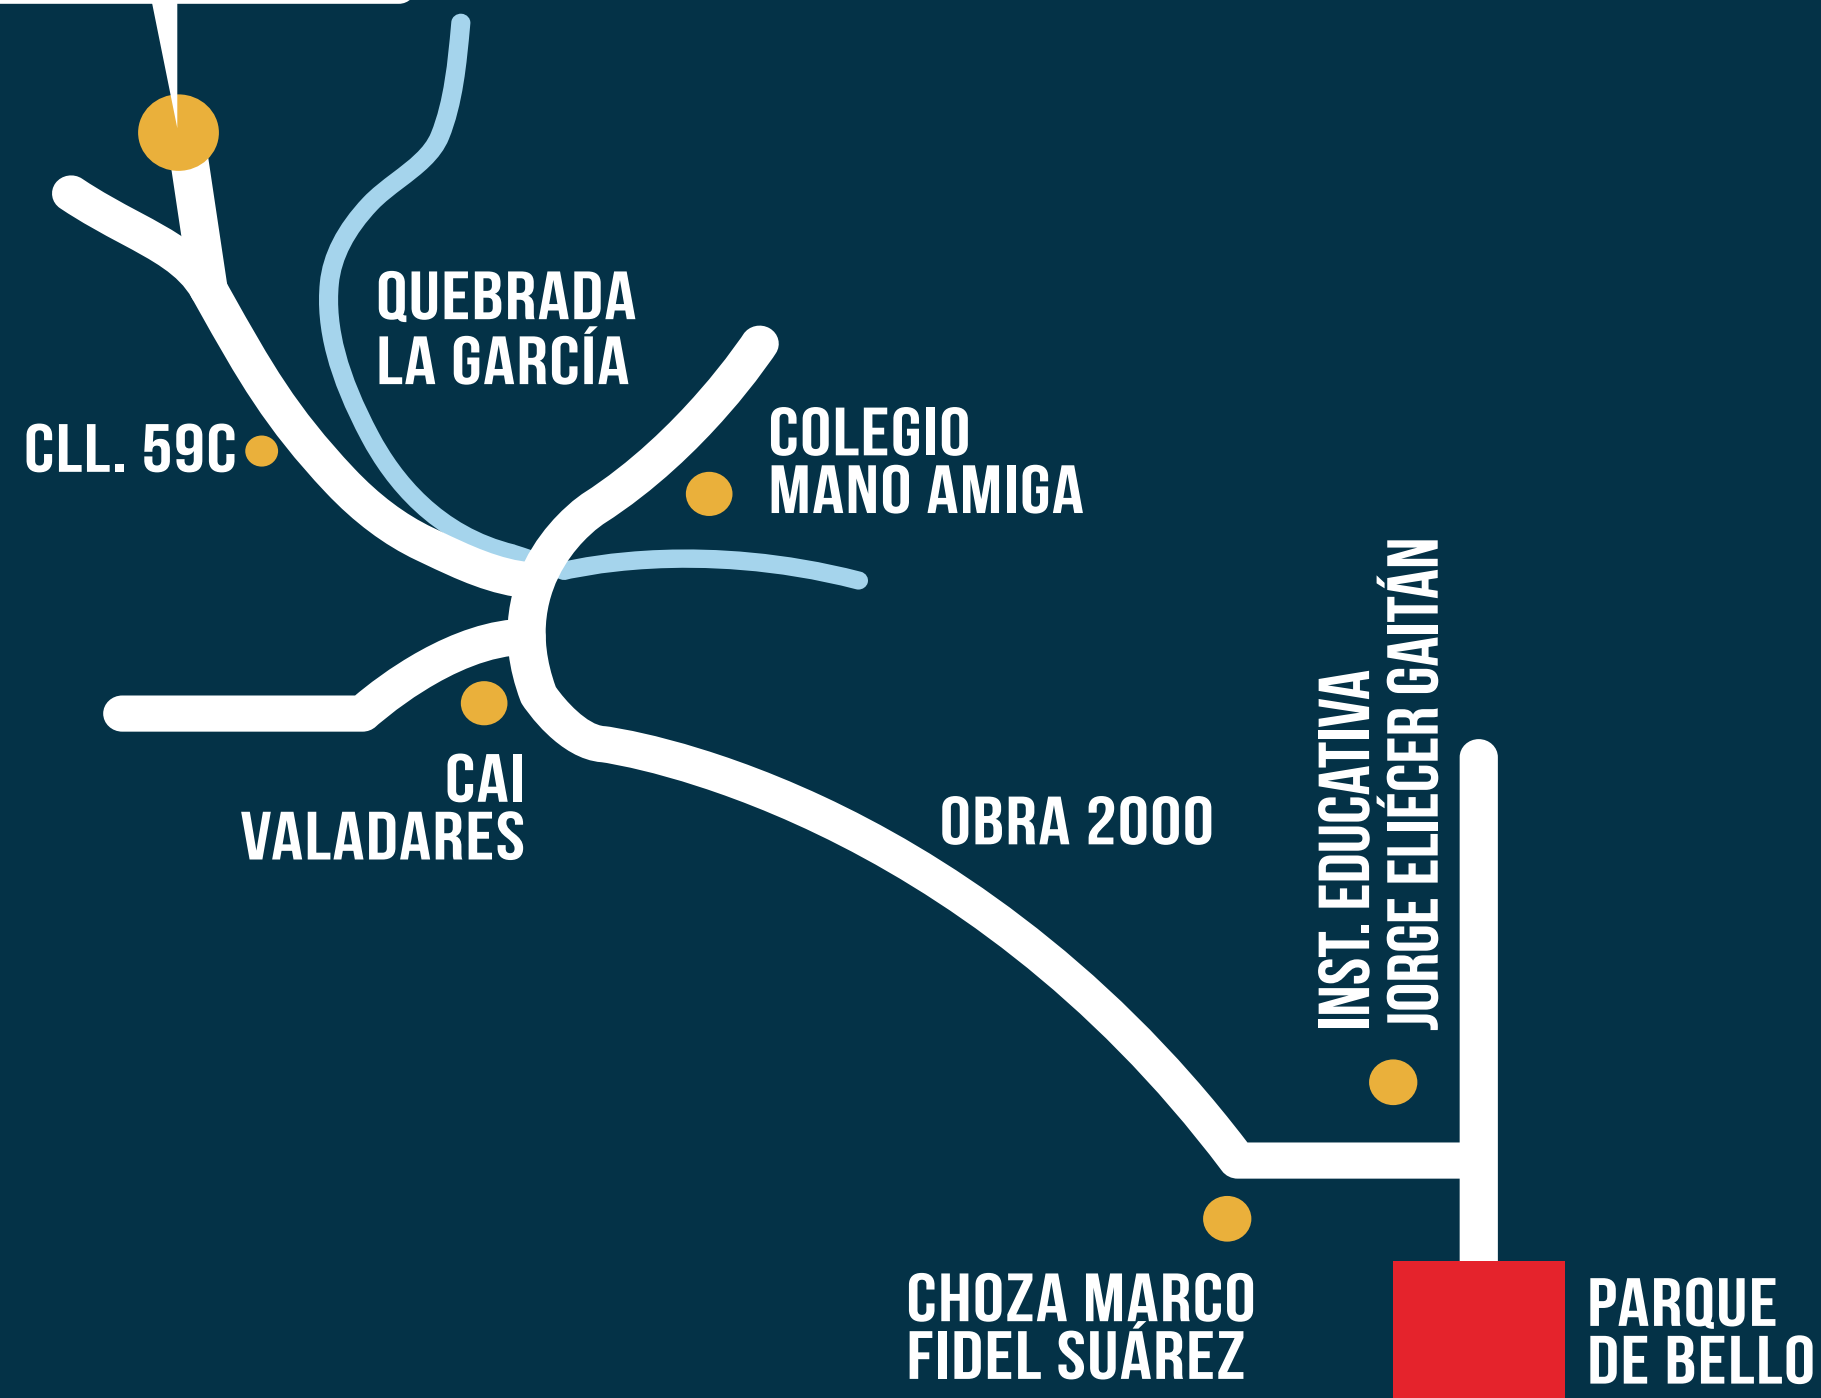 QUEBRADA
LA GARCÍA
COLEGIO
MANO AMIGA
CLL. 59C
CAI
VALADARES
OBRA 2000
INST. EDUCATIVA
JORGE ELIÉCER GAITÁN
CHOZA MARCO
FIDEL SUÁREZ
PARQUE
DE BELLO